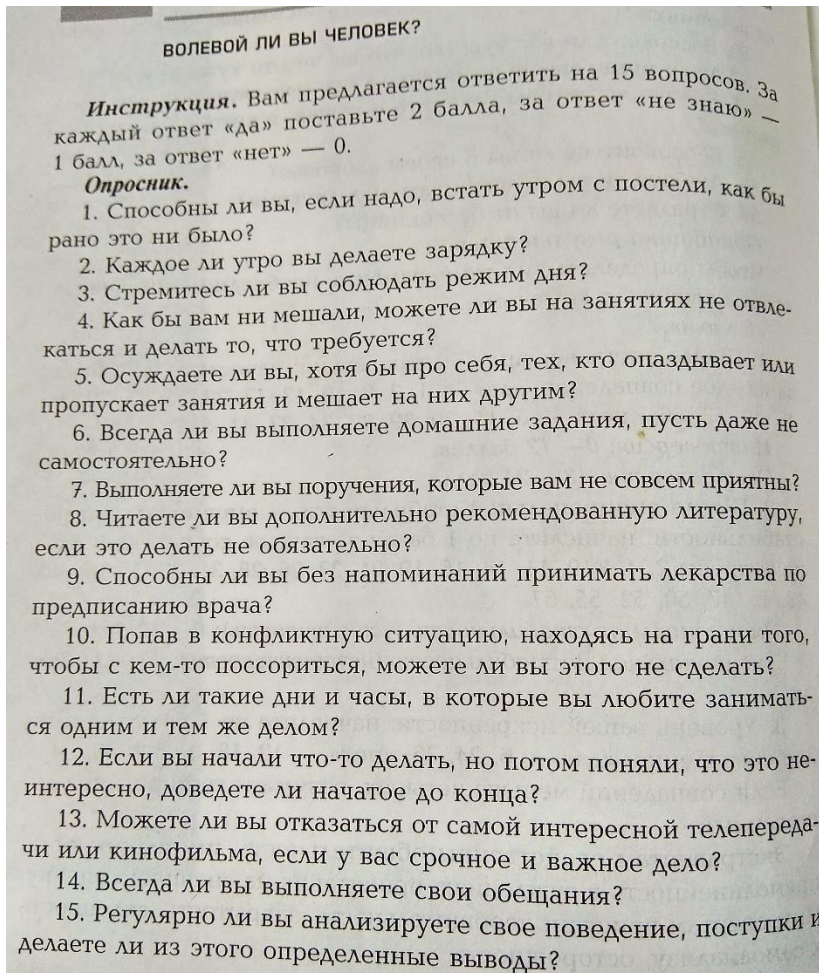 ВОЛЕВОЙ ЛИ ВЫ ЧЕЛОВЕК?
Инструкция. Вам предлагается ответить на 15 вопросов. За
каждый ответ «да» поставьте 2 балла, за ответ «не знаю» —
1 балл, за ответ «нет» — 0.
Опросник.
1. Способны ли вы, если надо, встать утром с постели, как бы
рано это ни было?
2. Каждое ли утро вы делаете зарядку?
3. Стремитесь ли вы соблюдать режим дня?
4. Как бы вам ни мешали, можете ли вы на занятиях не отвле-
каться и делать то, что требуется?
5. Осуждаете ли вы, хотя бы про себя, тех, кто опаздывает или
пропускает занятия и мешает на них другим?
6. Всегда ли вы выполняете домашние задания, пусть даже не
самостоятельно?
7. Выполняете ли вы поручения, которые вам не совсем приятны?
8. Читаете ли вы дополнительно рекомендованную литературу,
если это делать не обязательно?
9. Способны ли вы без напоминаний принимать лекарства по
предписанию врача?
10. Попав в конфликтную ситуацию, находясь на грани того,
чтобы с кем-то поссориться, можете ли вы этого не сделать?
11. Есть ли такие дни и часы, в которые вы любите занимать-
ся одним и тем же делом?
12. Если вы начали что-то делать, но потом поняли, что это не-
интересно, доведете ли начатое до конца?
13. Можете ли вы отказаться от самой интересной телепереда-
чи или кинофильма, если у вас срочное и важное дело?
14. Всегда ли вы выполняете свои обещания?
15. Регулярно ли вы анализируете свое поведение, поступки и
делаете ли из этого определенные выводы?